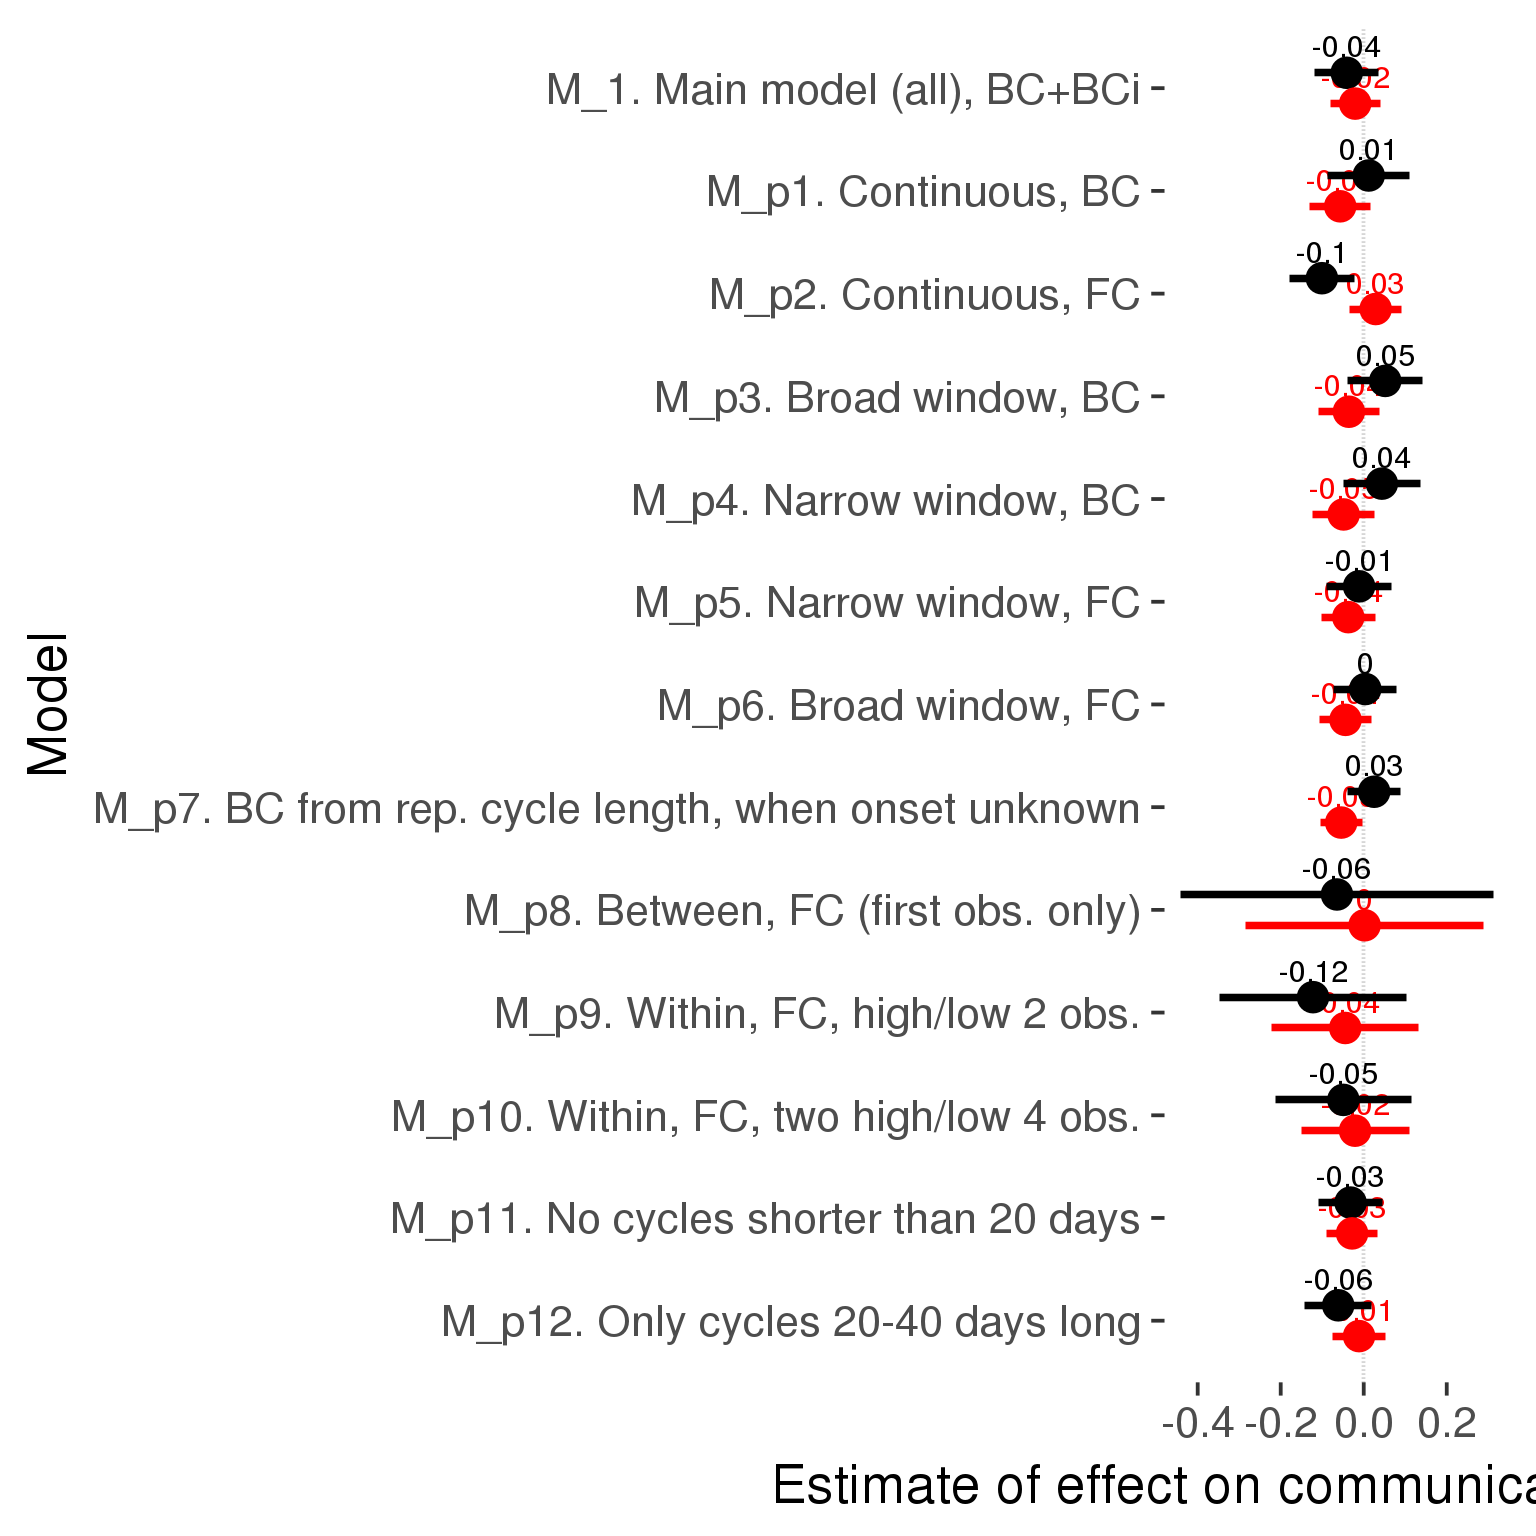 Model
M_1. Main model (all), BC+BCi
-0.04
M_p1. Continuous, BC
0.01
M_p2. Continuous, FC
-0.1
0.03
M_p3. Broad window, BC
0.05
M_p4. Narrow window, BC
0.04
M_p5. Narrow window, FC
-0.01
M_p6. Broad window, FC
0
M_p7. BC from rep. cycle length, when onset unknown
0.03
M_p8. Between, FC (first obs. only)
-0.06
0
M_p9. Within, FC, high/low 2 obs.
-0.12
M_p10. Within, FC, two high/low 4 obs.
-0.05
M_p11. No cycles shorter than 20 days
-0.03
M_p12. Only cycles 20-40 days long
-0.06
-0.4 -0.2 0.0 0.2
Estimate of effect on communica